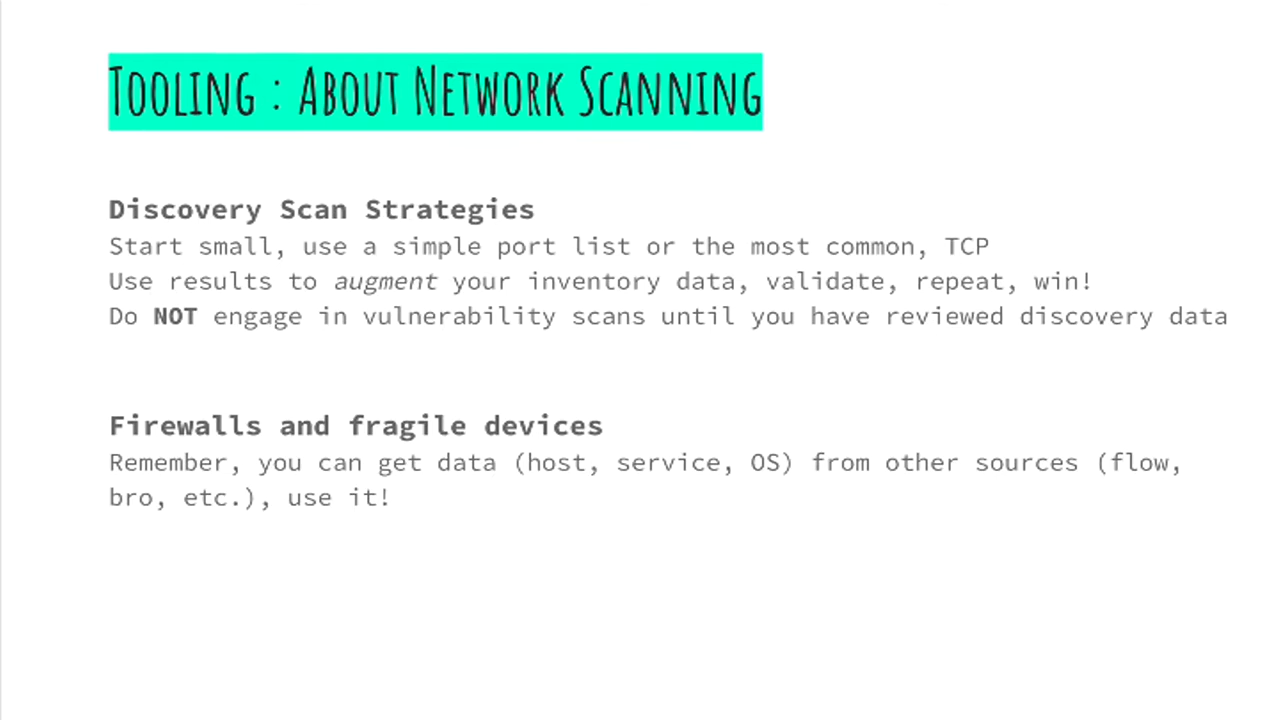 Tooling : About Network Scanning
Discovery Scan Strategies
Start small, use a simple port list or the most common, TCP
Use results to augment your inventory data, validate, repeat, win!
Do NOT engage in vulnerability scans until you have reviewed discovery data
Firewalls and fragile devices
Remember, you can get data (host, service, OS) from other sources (flow,
bro, etc.), use it!